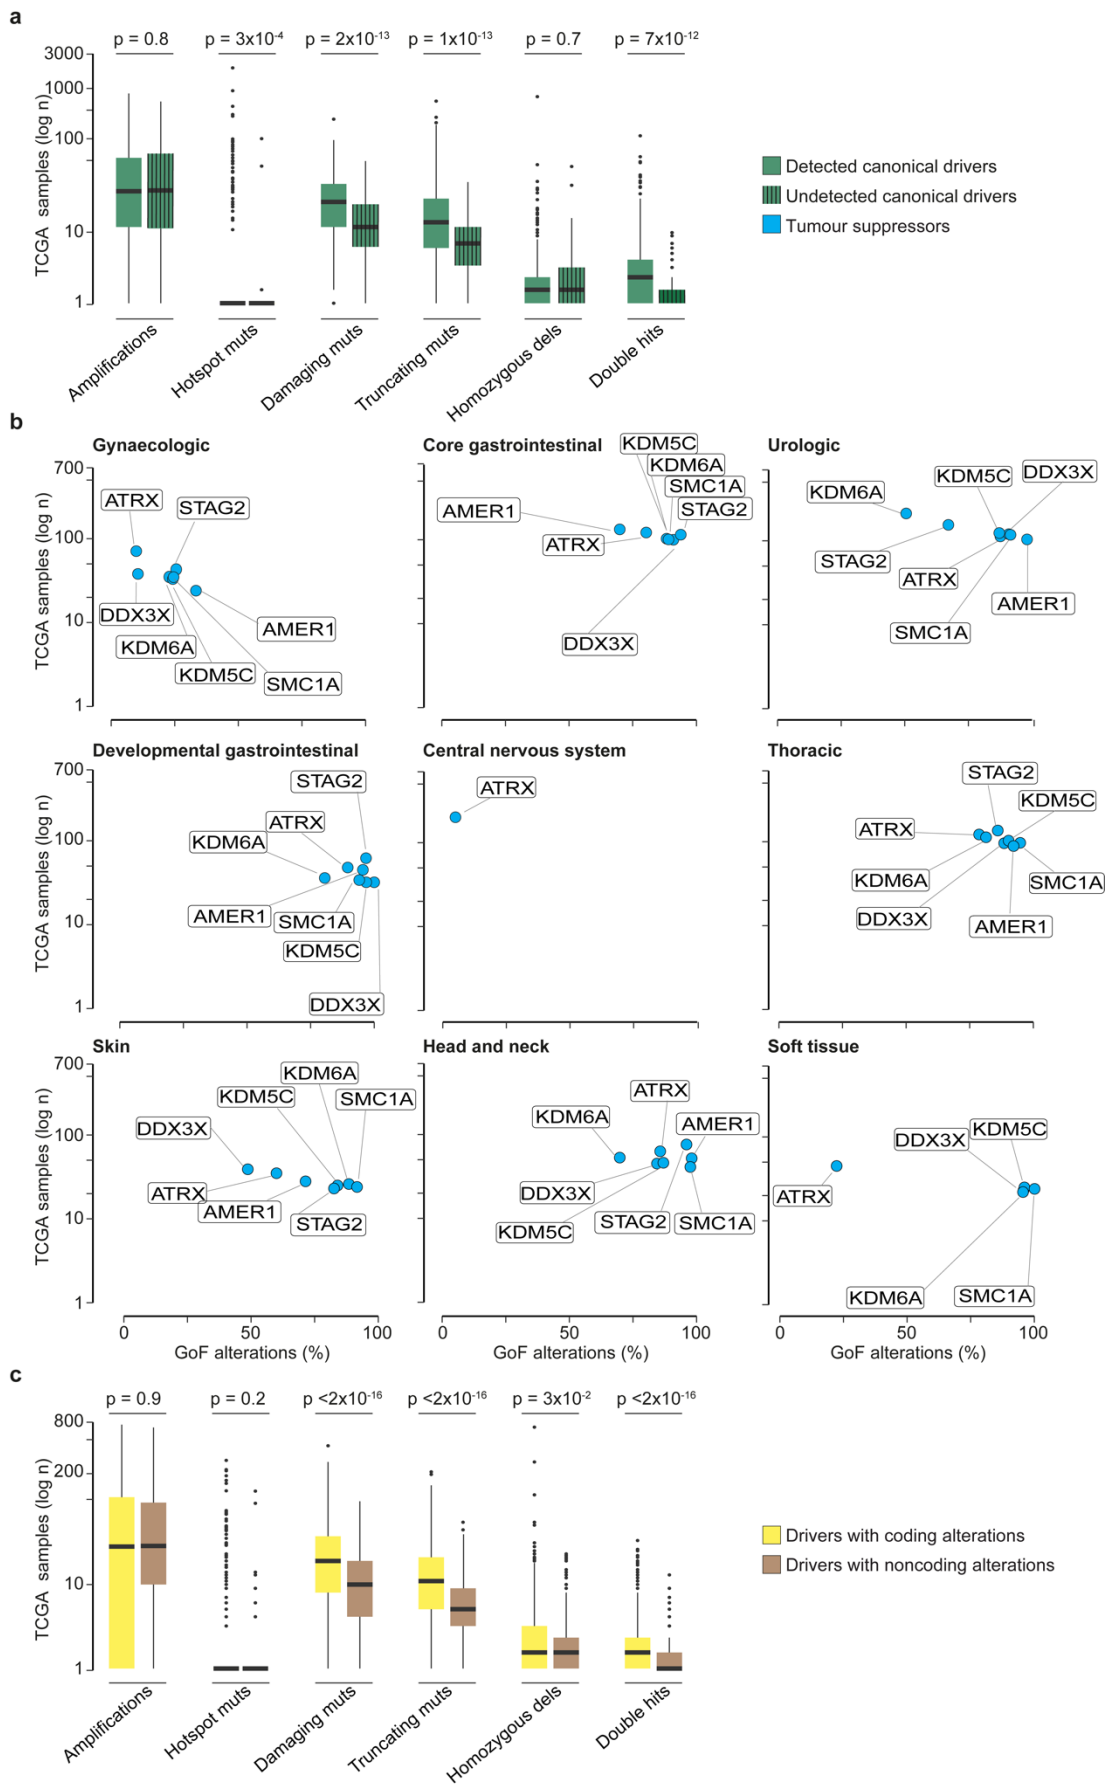 a
p = 0.8 p = 3x10-4 p = 2x10-13 p = 1x10-13 p = 0.7 p = 7x10-12
3000
1000
100
10
1
TCGA samples (log n)
Amplifications Hotspot muts Damaging muts Truncating muts Homozygous dels Double hits
Detected canonical drivers
Undetected canonical drivers
Tumour suppressors
b
Gynaecologic
700
100
10
1
TCGA samples (log n)
ATRX
STAG2
DDX3X
KDM6A
KDM5C
AMER1
SMC1A
Core gastrointestinal
KDM5C
KDM6A
SMC1A
STAG2
AMER1
ATRX
DDX3X
Urologic
KDM6A
KDM5C
DDX3X
STAG2
ATRX
AMER1
SMC1A
Developmental gastrointestinal
700
100
10
1
TCGA samples (log n)
STAG2
ATRX
KDM6A
AMER1
SMC1A
KDM5C
DDX3X
Central nervous system
ATRX
Thoracic
STAG2
KDM5C
ATRX
KDM6A
SMC1A
DDX3X
AMER1
Skin
700
100
10
1
TCGA samples (log n)
KDM6A
KDM5C
SMC1A
DDX3X
ATRX
AMER1
STAG2
0 50 100
GoF alterations (%)
Head and neck
ATRX
KDM6A
AMER1
DDX3X
KDM5C
STAG2
SMC1A
0 50 100
GoF alterations (%)
Soft tissue
KDM5C
DDX3X
ATRX
KDM6A
SMC1A
0 50 100
GoF alterations (%)
c
p = 0.9 p = 0.2 p <2x10-16 p <2x10-16 p = 3x10-2 p <2x10-16
800
200
10
1
TCGA samples (log n)
Amplifications Hotspot muts Damaging muts Truncating muts Homozygous dels Double hits
Drivers with coding alterations
Drivers with noncoding alterations